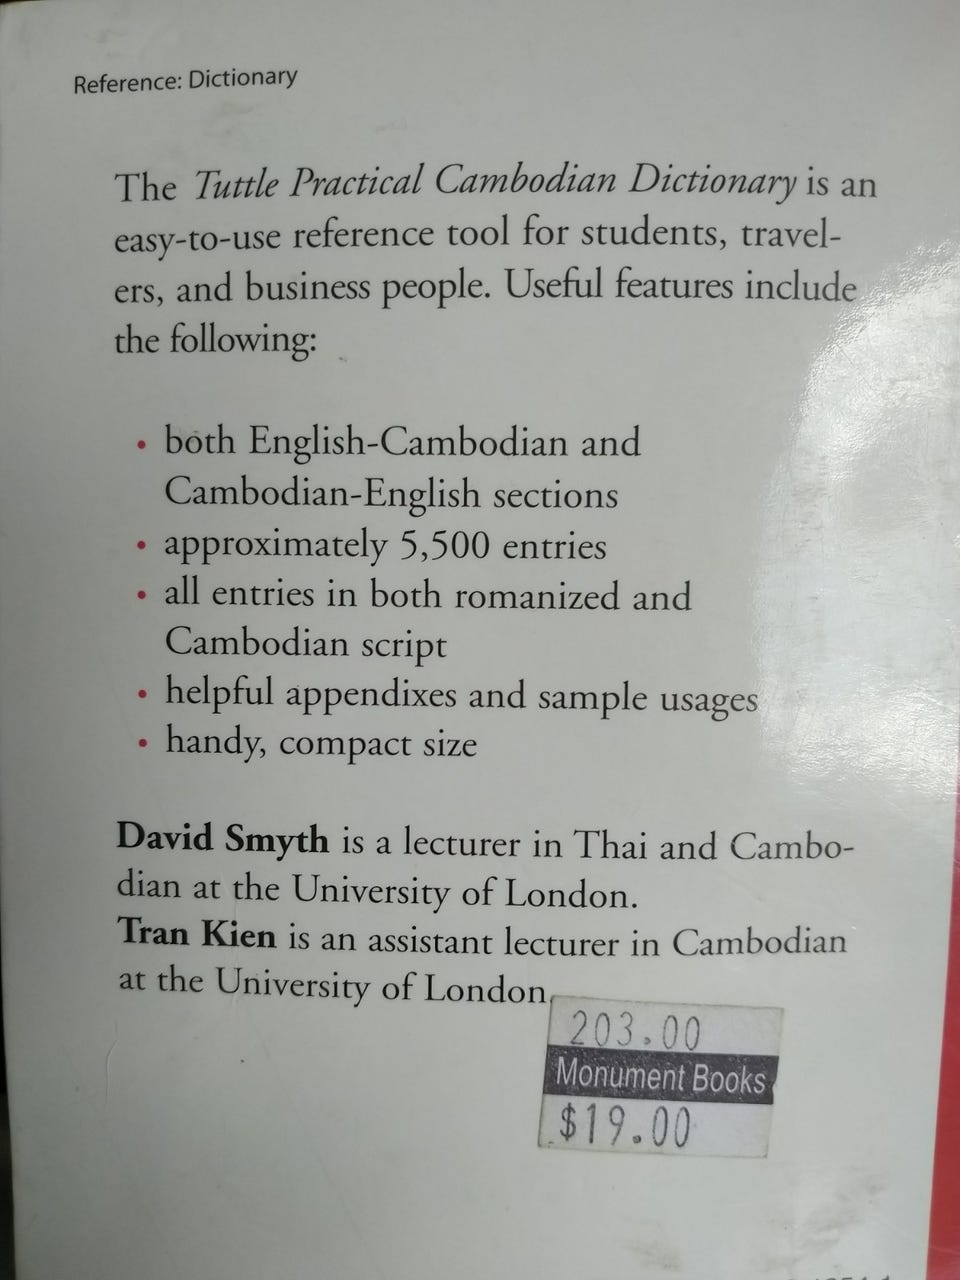 Reference: Dictionary
The Tuttle Practical Cambodian Dictionary is an
easy-to-use reference tool for students, travel-
ers, and business people. Useful features include
the following:
• both English-Cambodian and
Cambodian-English sections
• approximately 5,500 entries
• all entries in both romanized and
Cambodian script
• helpful appendixes and sample usages
• handy, compact size
David Smyth is a lecturer in Thai and Cambo-
dian at the University of London.
Tran Kien is an assistant lecturer in Cambodian
at the University of London.
203.00
Monument Books
$19.00